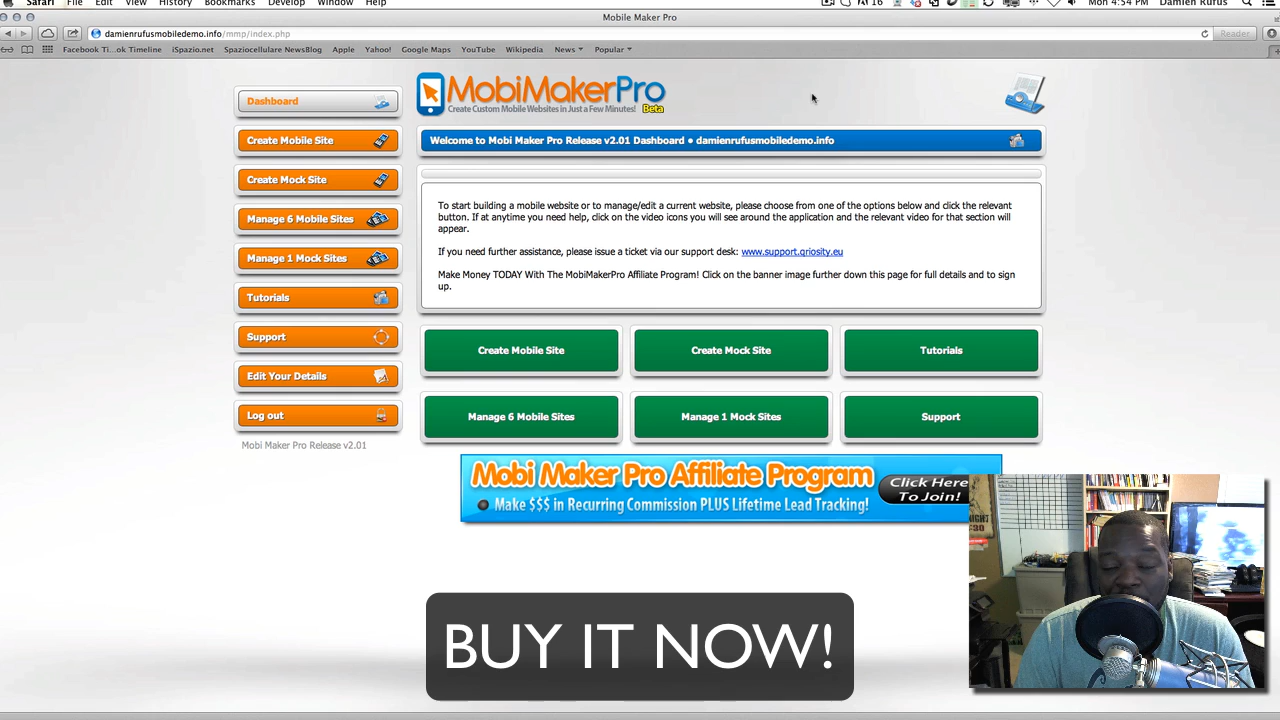 Safari File Edit View History Bookmarks Develop Window Help 16 Mon 4:54 PM Damien Rufus
Mobile Maker Pro
damienrufusmobiledemo.info/mmp/index.php Reader
Facebook Ti...ok Timeline iSpazio.net Spaziocellulare NewsBlog Apple Yahoo! Google Maps YouTube Wikipedia News Popular
Dashboard
Create Mobile Site
Create Mock Site
Manage 6 Mobile Sites
Manage 1 Mock Sites
Tutorials
Support
Edit Your Details
Log out
Mobi Maker Pro Release v2.01
MobiMakerPro
Create Custom Mobile Websites in Just a Few Minutes! Beta
Welcome to Mobi Maker Pro Release v2.01 Dashboard • damienrufusmobiledemo.info
To start building a mobile website or to manage/edit a current website, please choose from one of the options below and click the relevant
button. If at anytime you need help, click on the video icons you will see around the application and the relevant video for that section will
appear.
If you need further assistance, please issue a ticket via our support desk: www.support.qriosity.eu
Make Money TODAY With The MobiMakerPro Affiliate Program! Click on the banner image further down this page for full details and to sign
up.
Create Mobile Site Create Mock Site Tutorials
Manage 6 Mobile Sites Manage 1 Mock Sites Support
Mobi Maker Pro Affiliate Program
Make $$$ in Recurring Commission PLUS Lifetime Lead Tracking!
Click Here
To Join!
BUY IT NOW!